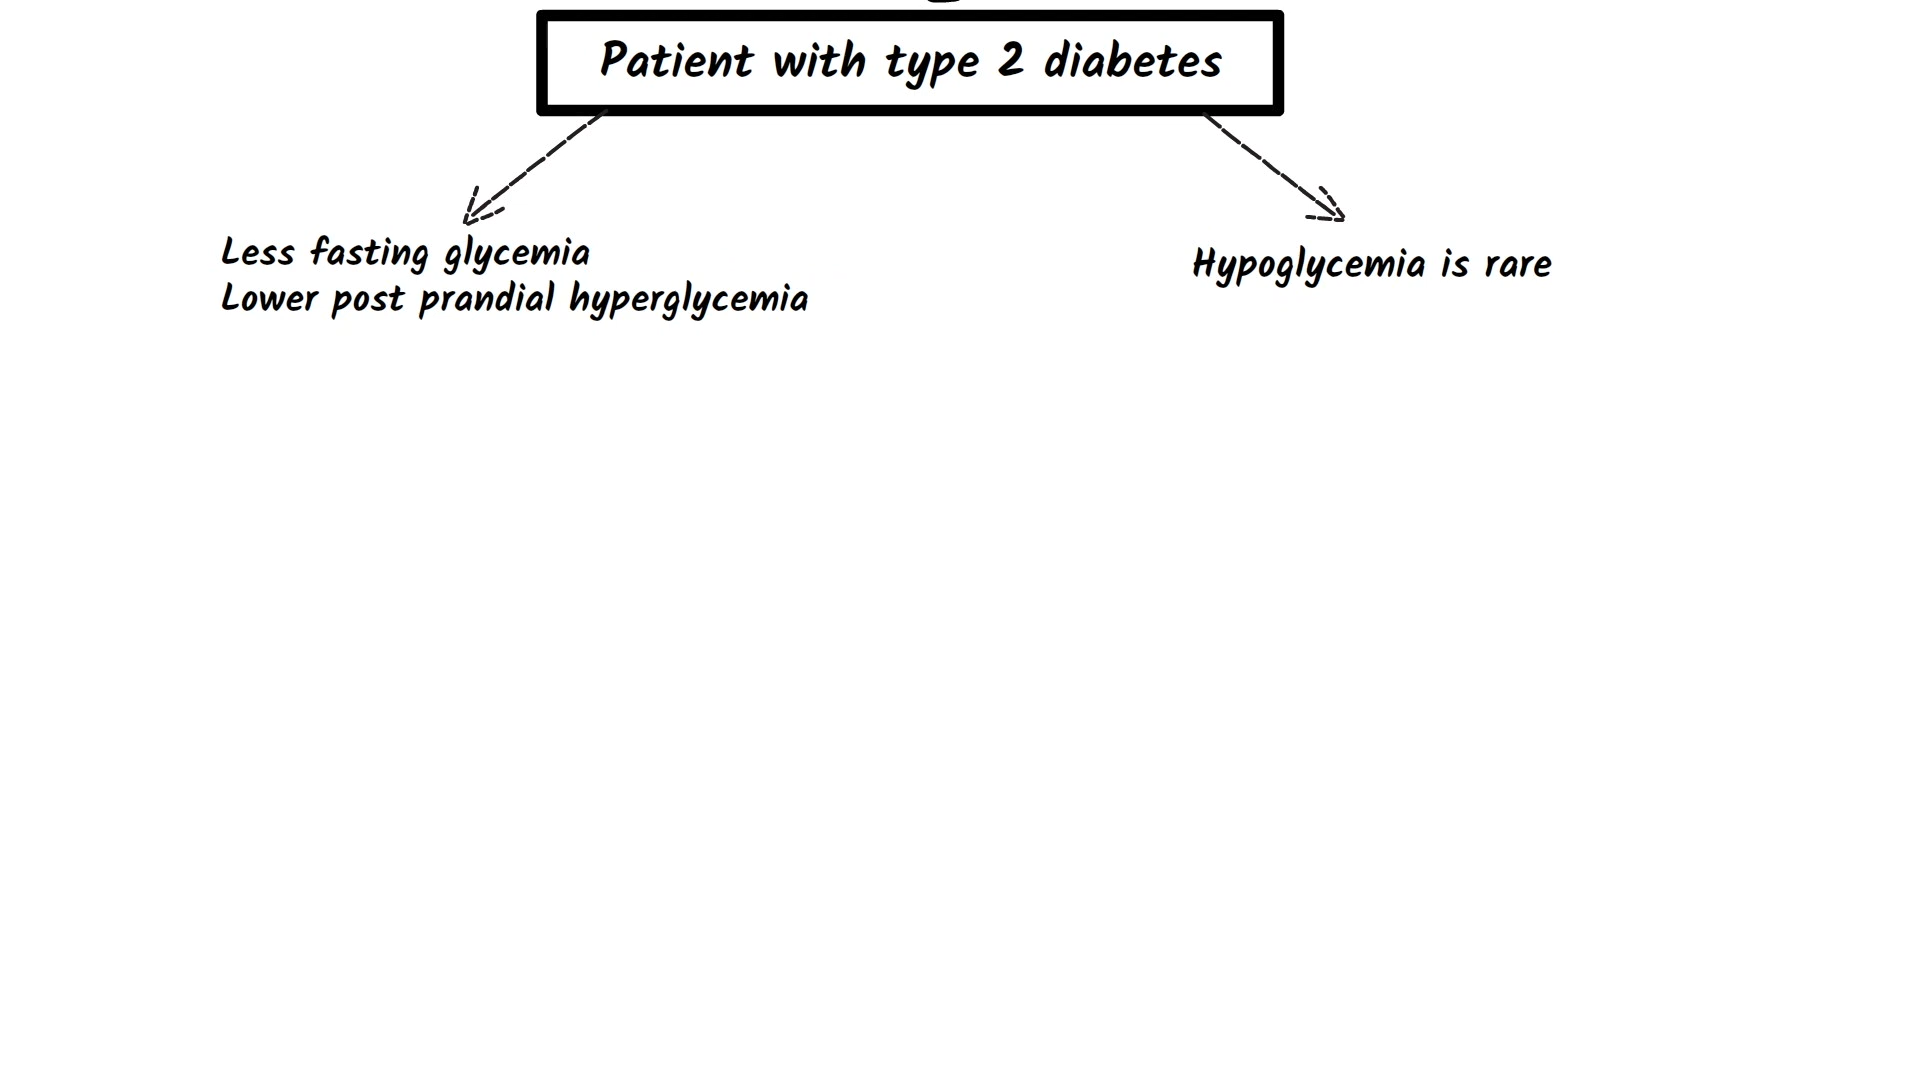 Patient with type 2 diabetes
Less fasting glycemia
Lower post prandial hyperglycemia
Hypoglycemia is rare